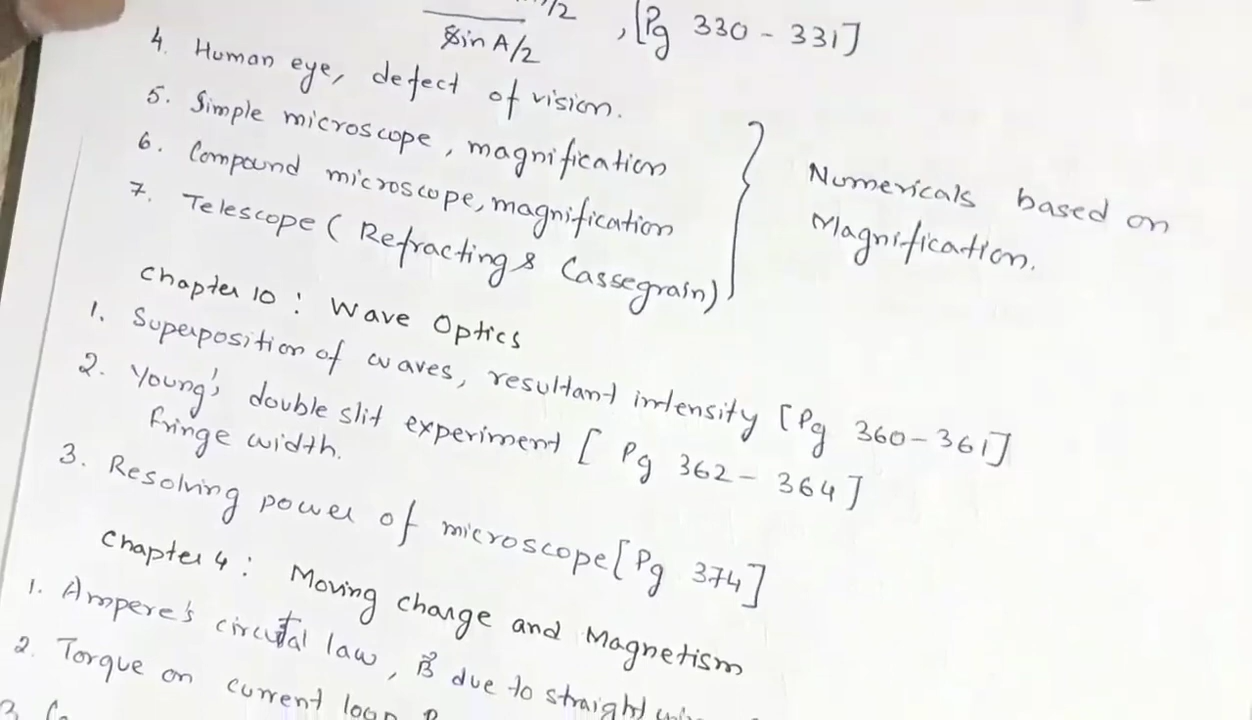 /2
sin A/2 , [Pg 330 - 331]
4. Human eye, defect of vision.
5. Simple microscope, magnification
6. Compound microscope, magnification
7. Telescope ( Refracting & Cassegrain)
} Numericals based on
Magnification.
Chapter 10 : Wave Optics
1. Superposition of waves, resultant intensity [Pg 360-361]
2. Young's double slit experiment [ Pg 362 - 364]
fringe width.
3. Resolving power of microscope [Pg 374]
Chapter 4 : Moving charge and Magnetism
1. Ampere's circuital law, B⃗ due to straight
2. Torque on current loop
3.